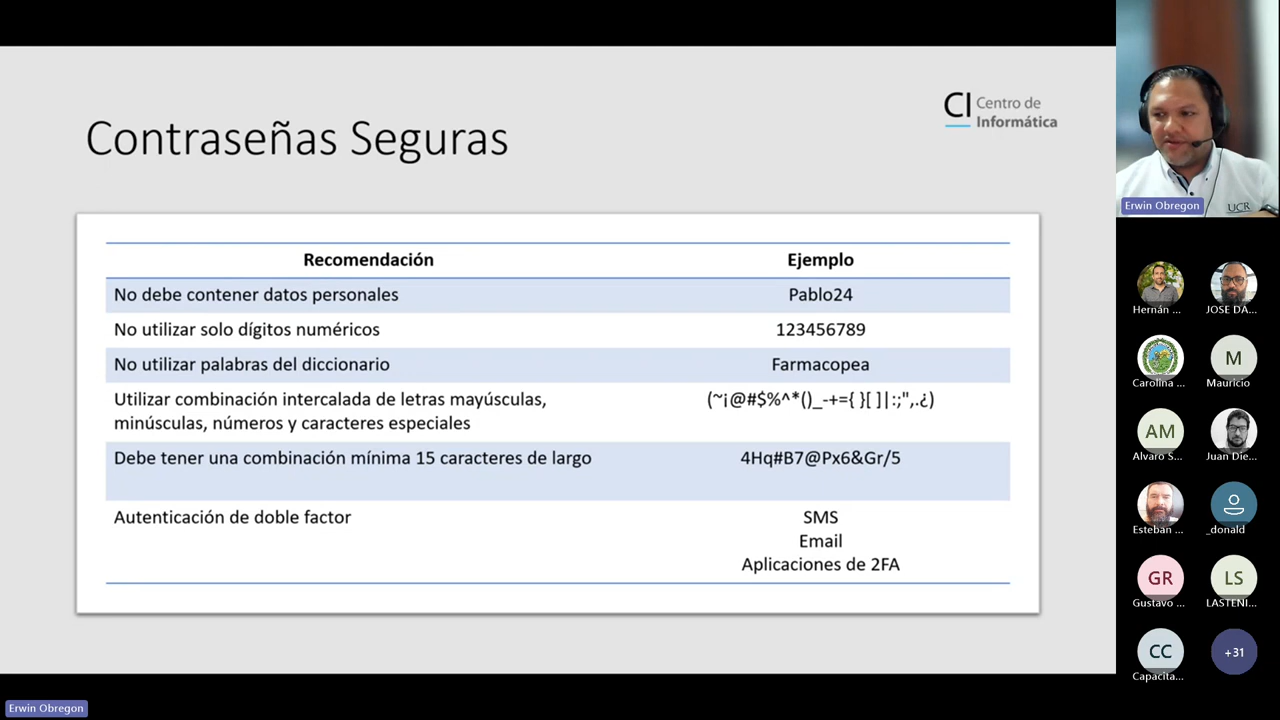 CI Centro de
Informática
Contraseñas Seguras
Recomendación Ejemplo
No debe contener datos personales Pablo24
No utilizar solo dígitos numéricos 123456789
No utilizar palabras del diccionario Farmacopea
Utilizar combinación intercalada de letras mayúsculas, (~¡@#$%^*()_-+={ }[ ]|:;",.¿)
minúsculas, números y caracteres especiales
Debe tener una combinación mínima 15 caracteres de largo 4Hq#B7@Px6&Gr/5
Autenticación de doble factor SMS
Email
Aplicaciones de 2FA
UCR
Erwin Obregon
Hernán ... JOSE DA...
Carolina ... M Mauricio
AM Alvaro S... Juan Die...
Esteban ... _donald
GR Gustavo ... LS LASTENI...
CC Capacita... +31
Erwin Obregon